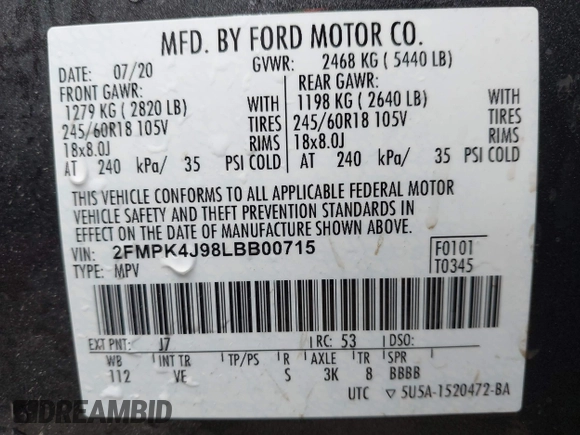 MFD. BY FORD MOTOR CO.
DATE: 07/20 GVWR: 2468 KG ( 5440 LB)
FRONT GAWR: REAR GAWR:
1279 KG ( 2820 LB) WITH 1198 KG ( 2640 LB) WITH
245/60R18 105V TIRES 245/60R18 105V TIRES
18x8.0J RIMS 18x8.0J RIMS
AT 240 kPa/ 35 PSI COLD AT 240 kPa/ 35 PSI COLD
THIS VEHICLE CONFORMS TO ALL APPLICABLE FEDERAL MOTOR
VEHICLE SAFETY AND THEFT PREVENTION STANDARDS IN
EFFECT ON THE DATE OF MANUFACTURE SHOWN ABOVE.
VIN: 2FMPK4J98LBB00715 F0101
TYPE: MPV T0345
EXT PNT: J7 RC: 53 DSO:
WB INT TR TP/PS R AXLE TR SPR
112 VE S 3K 8 BBBB
UTC ▽ 5U5A-1520472-BA
DREAMBID